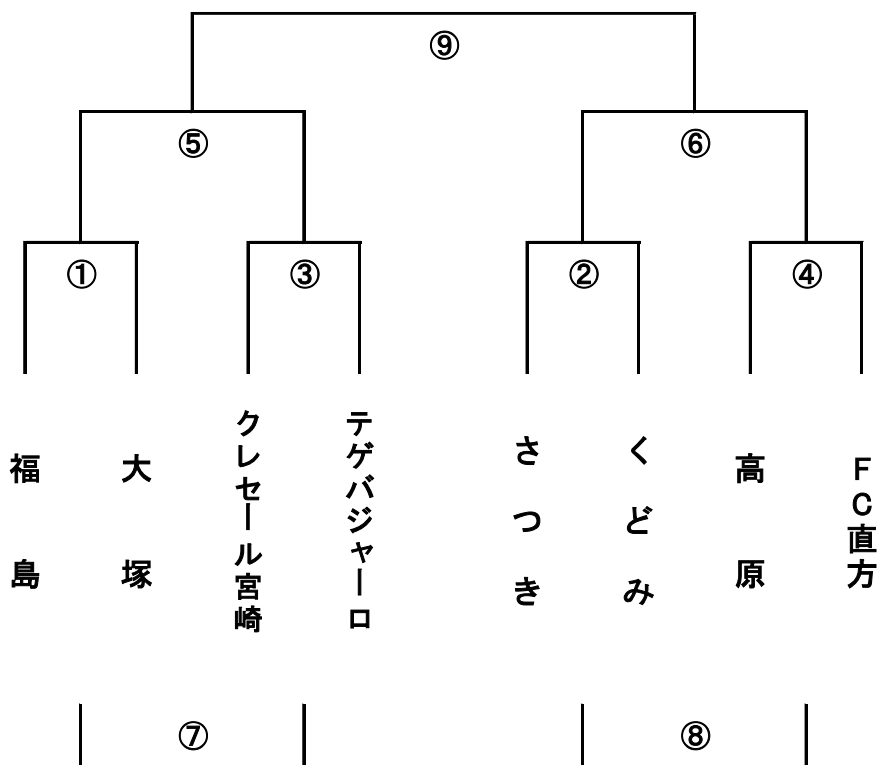 ⑨
⑤
⑥
①
③
②
④
福島
大塚
クレセール宮崎
テゲバジャーロ
さつき
くどみ
高原
FC直方
⑦
⑧